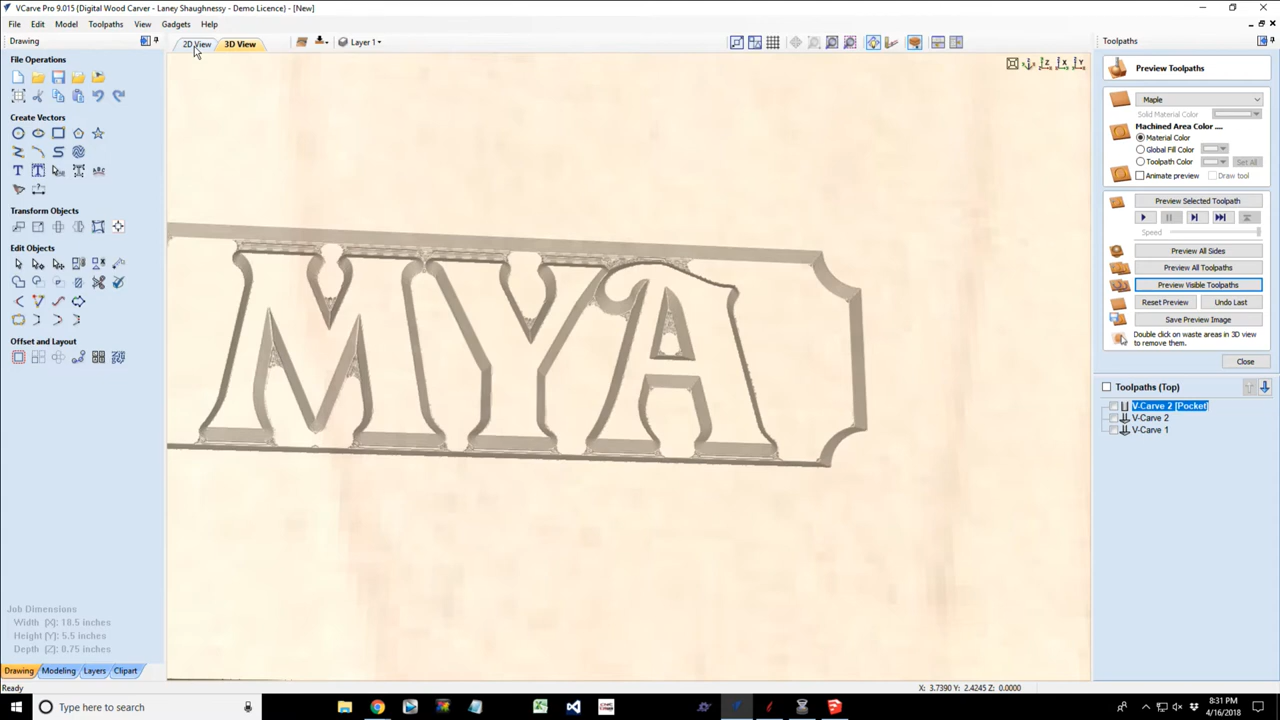 VCarve Pro 9.015 {Digital Wood Carver - Laney Shaughnessy - Demo Licence} - [New]
File Edit Model Toolpaths View Gadgets Help
Drawing
File Operations
Create Vectors
Transform Objects
Edit Objects
Offset and Layout
Job Dimensions
Width (X): 18.5 inches
Height (Y): 5.5 inches
Depth (Z): 0.75 inches
Drawing Modeling Layers Clipart
Ready
2D View 3D View
Layer 1
MYA
X: 3.7390 Y: 2.4245 Z: 0.0000
Toolpaths
Preview Toolpaths
Maple
Solid Material Color
Machined Area Color ....
Material Color
Global Fill Color
Toolpath Color Set All
Animate preview Draw tool
Preview Selected Toolpath
Speed
Preview All Sides
Preview All Toolpaths
Preview Visible Toolpaths
Reset Preview Undo Last
Save Preview Image
Double click on waste areas in 3D view
to remove them.
Close
Toolpaths (Top)
V-Carve 2 [Pocket]
V-Carve 2
V-Carve 1
Type here to search
8:31 PM
4/16/2018